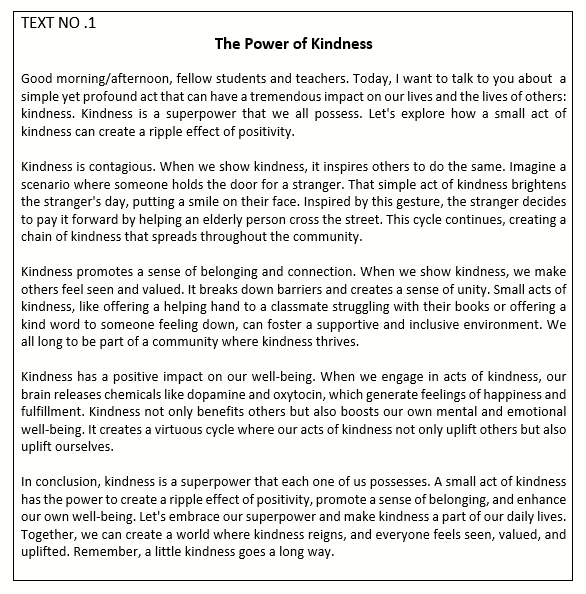 TEXT NO .1
The Power of Kindness
Good morning/afternoon, fellow students and teachers. Today, I want to talk to you about a
simple yet profound act that can have a tremendous impact on our lives and the lives of others:
kindness. Kindness is a superpower that we all possess. Let's explore how a small act of
kindness can create a ripple effect of positivity.
Kindness is contagious. When we show kindness, it inspires others to do the same. Imagine a
scenario where someone holds the door for a stranger. That simple act of kindness brightens
the stranger's day, putting a smile on their face. Inspired by this gesture, the stranger decides
to pay it forward by helping an elderly person cross the street. This cycle continues, creating a
chain of kindness that spreads throughout the community.
Kindness promotes a sense of belonging and connection. When we show kindness, we make
others feel seen and valued. It breaks down barriers and creates a sense of unity. Small acts of
kindness, like offering a helping hand to a classmate struggling with their books or offering a
kind word to someone feeling down, can foster a supportive and inclusive environment. We
all long to be part of a community where kindness thrives.
Kindness has a positive impact on our well-being. When we engage in acts of kindness, our
brain releases chemicals like dopamine and oxytocin, which generate feelings of happiness and
fulfillment. Kindness not only benefits others but also boosts our own mental and emotional
well-being. It creates a virtuous cycle where our acts of kindness not only uplift others but also
uplift ourselves.
In conclusion, kindness is a superpower that each one of us possesses. A small act of kindness
has the power to create a ripple effect of positivity, promote a sense of belonging, and enhance
our own well-being. Let's embrace our superpower and make kindness a part of our daily lives.
Together, we can create a world where kindness reigns, and everyone feels seen, valued, and
uplifted. Remember, a little kindness goes a long way.